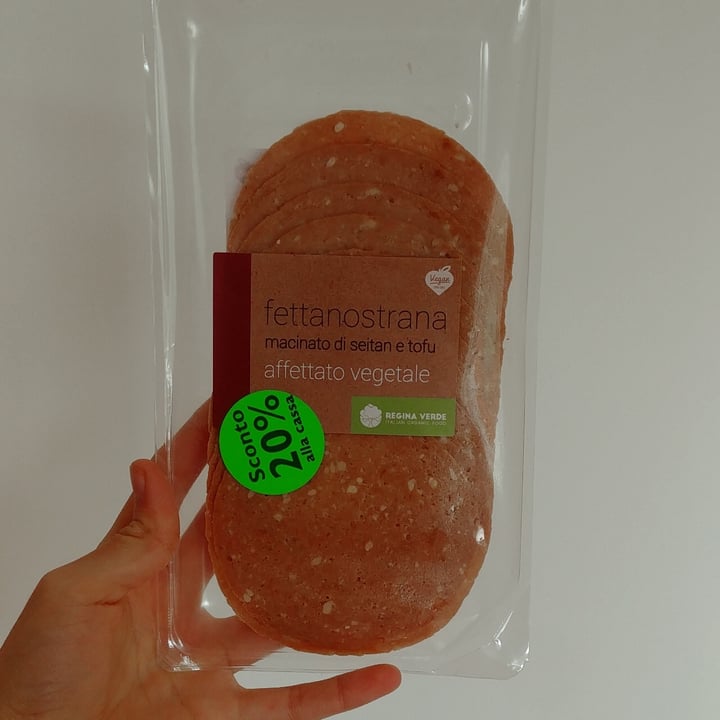 Vegan
fettanostrana
macinato di seitan e tofu
affettato vegetale
REGINA VERDE
ITALIAN ORGANIC FOOD
Sconto
20%
alla cassa